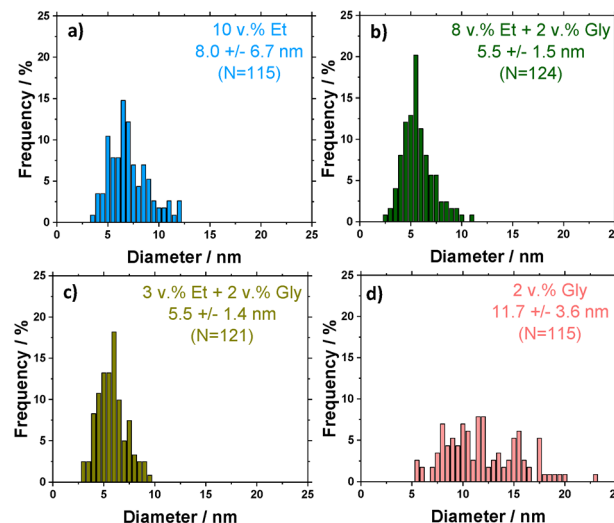 a)
10 v.% Et
8.0 +/- 6.7 nm
(N=115)
Frequency / %
25
20
15
10
5
0
0 5 10 15 20 25
Diameter / nm
b)
8 v.% Et + 2 v.% Gly
5.5 +/- 1.5 nm
(N=124)
Frequency / %
25
20
15
10
5
0
0 5 10 15 20 25
Diameter / nm
c)
3 v.% Et + 2 v.% Gly
5.5 +/- 1.4 nm
(N=121)
Frequency / %
25
20
15
10
5
0
0 5 10 15 20 25
Diameter / nm
d)
2 v.% Gly
11.7 +/- 3.6 nm
(N=115)
Frequency / %
25
20
15
10
5
0
0 5 10 15 20 25
Diameter / nm